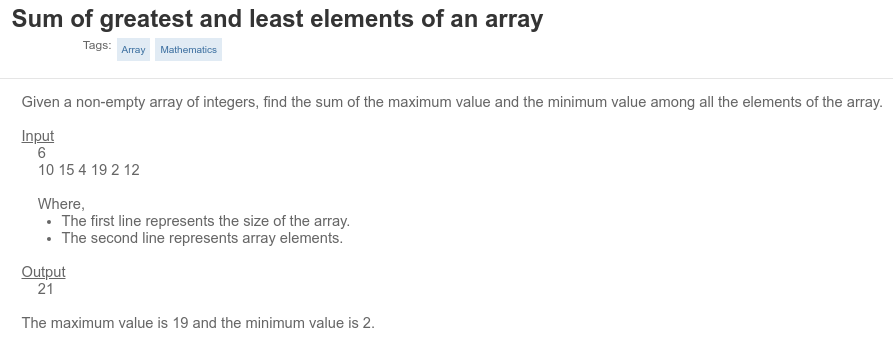 Sum of greatest and least elements of an array
Tags: Array Mathematics
Given a non-empty array of integers, find the sum of the maximum value and the minimum value among all the elements of the array.
Input
6
10 15 4 19 2 12
Where,
• The first line represents the size of the array.
• The second line represents array elements.
Output
21
The maximum value is 19 and the minimum value is 2.